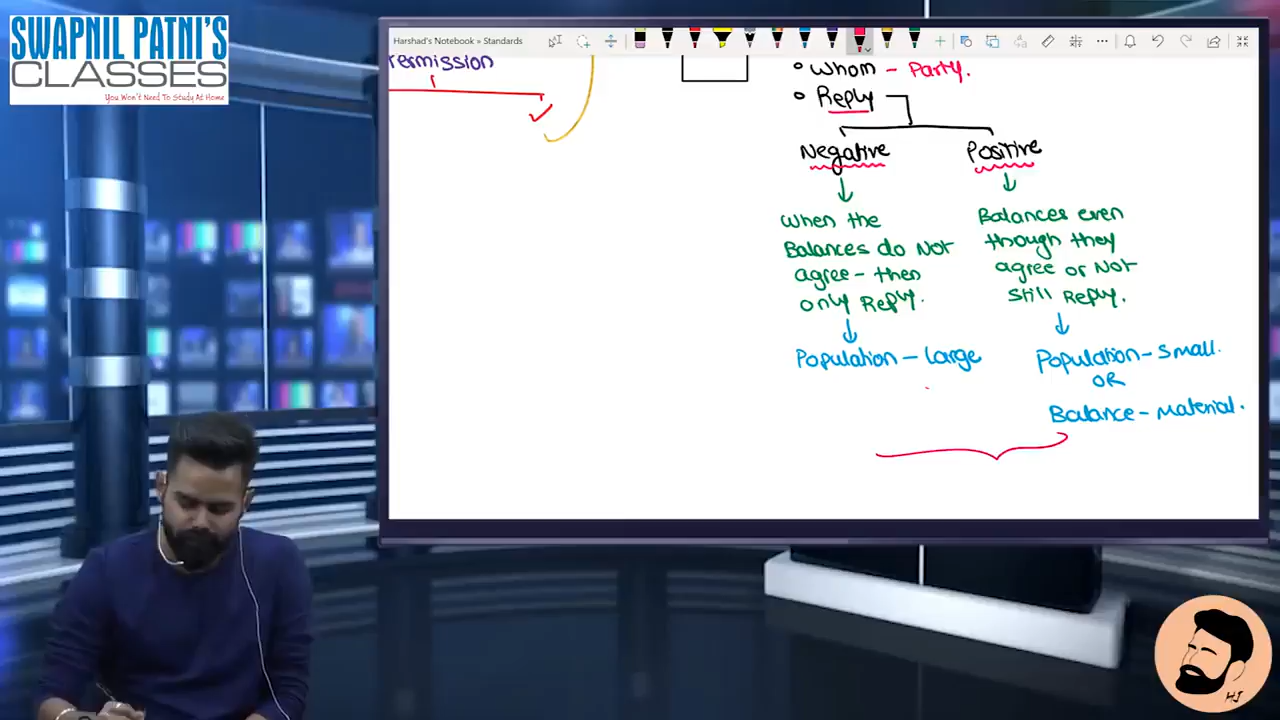 SWAPNIL PATNI'S
CLASSES
You Won't Need To Study At Home
Harshad's Notebook » Standards
ermission
Whom - Party.
Reply
Negative
Positive
When the
Balances do Not
agree - then
only Reply.
Balances even
though they
agree or Not
still Reply.
Population - Large
Population - small.
OR
Balance - Material.
HJ